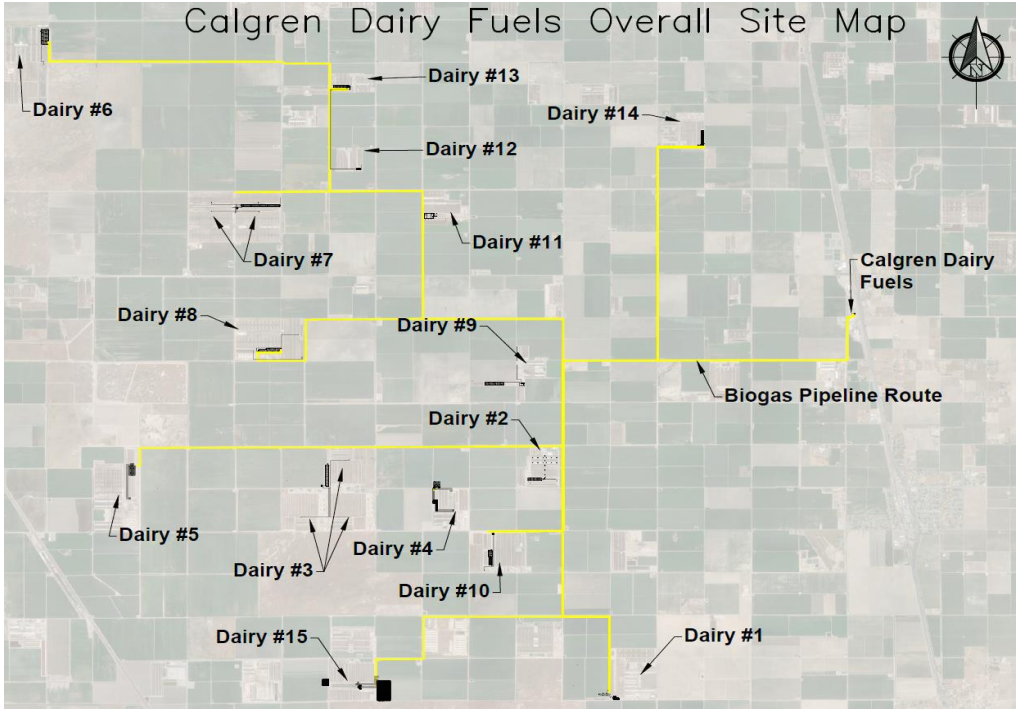 Calgren Dairy Fuels Overall Site Map
N
Dairy #13
Dairy #6
Dairy #14
Dairy #12
Dairy #11
Dairy #7
Calgren Dairy
Fuels
Dairy #8
Dairy #9
Biogas Pipeline Route
Dairy #2
Dairy #5
Dairy #4
Dairy #3
Dairy #10
Dairy #15
Dairy #1